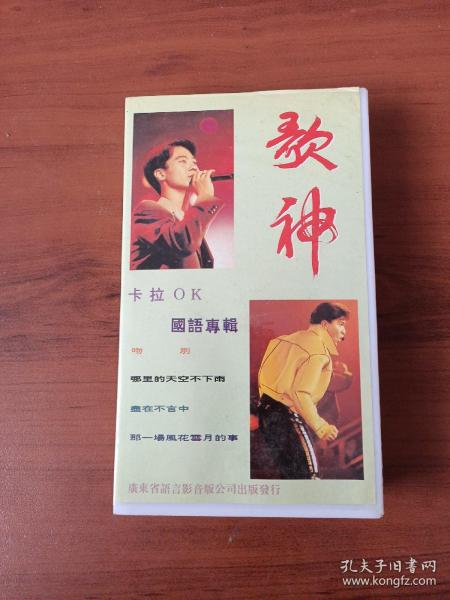 歌神
卡拉OK
國語專輯
吻别
哪里的天空不下雨
盡在不言中
那一場風花雪月的事
廣東省語言影音版公司出版發行
孔夫子旧书网
www.kongfz.com